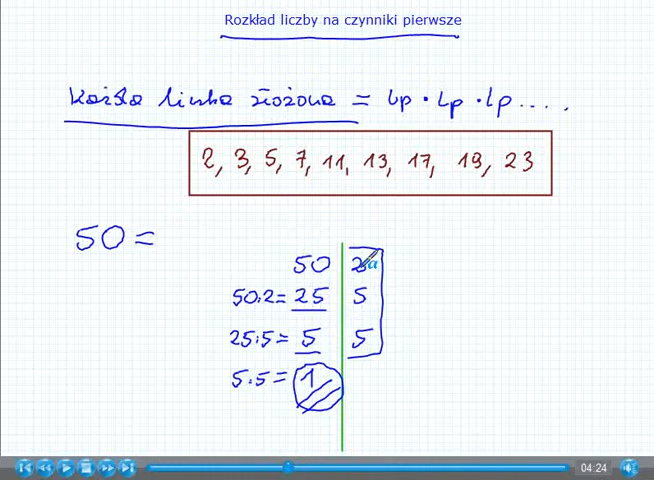 Rozkład liczby na czynniki pierwsze
Każda liczba złożona = Lp · Lp · Lp ....
2, 3, 5, 7, 11, 13, 17, 19, 23
50 =
50 2
50:2= 25 5
25:5= 5 5
5:5= 1
04:24